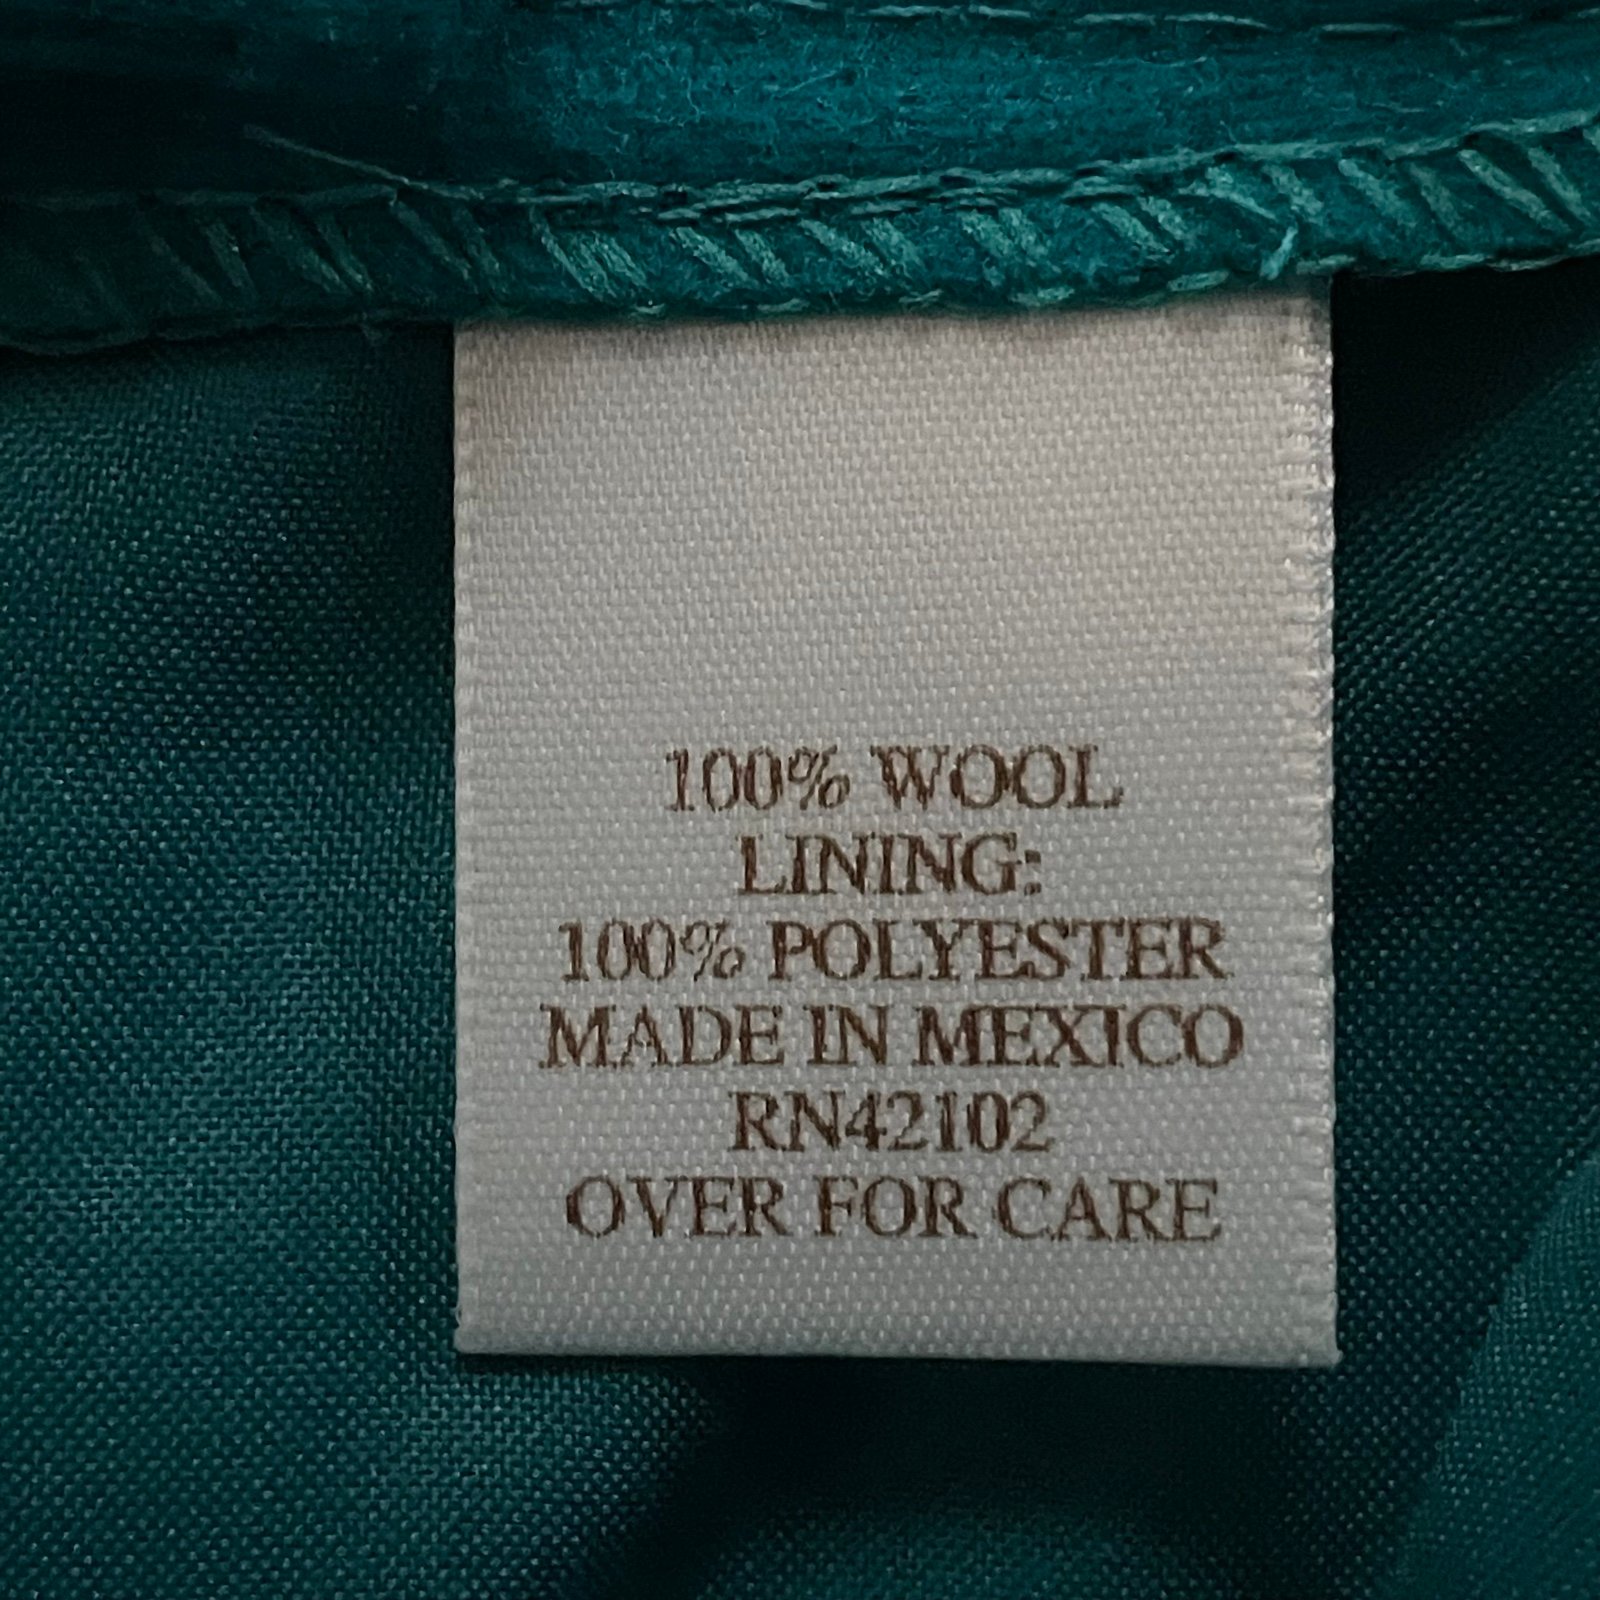 100% WOOL
LINING:
100% POLYESTER
MADE IN MEXICO
RN42102
OVER FOR CARE